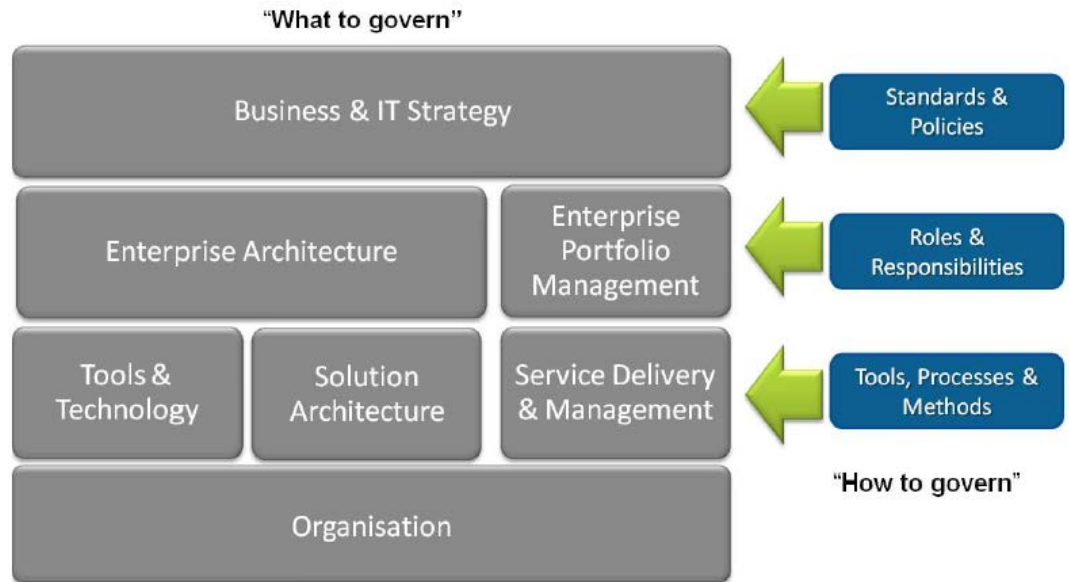 “What to govern”
Business & IT Strategy
Standards &
Policies
Enterprise Architecture
Enterprise
Portfolio
Management
Roles &
Responsibilities
Tools &
Technology
Solution
Architecture
Service Delivery
& Management
Tools, Processes &
Methods
“How to govern”
Organisation